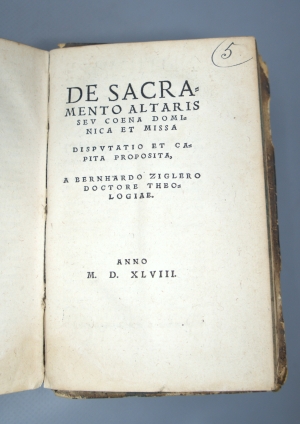 5
DE SACRA-
MENTO ALTARIS
SEV COENA DOMI-
NICA ET MISSA
DISPVTATIO ET CA-
PITA PROPOSITA,
A BERNHARDO ZIGLERO
DOCTORE THEO-
LOGIAE.
ANNO
M. D. XLVIII.